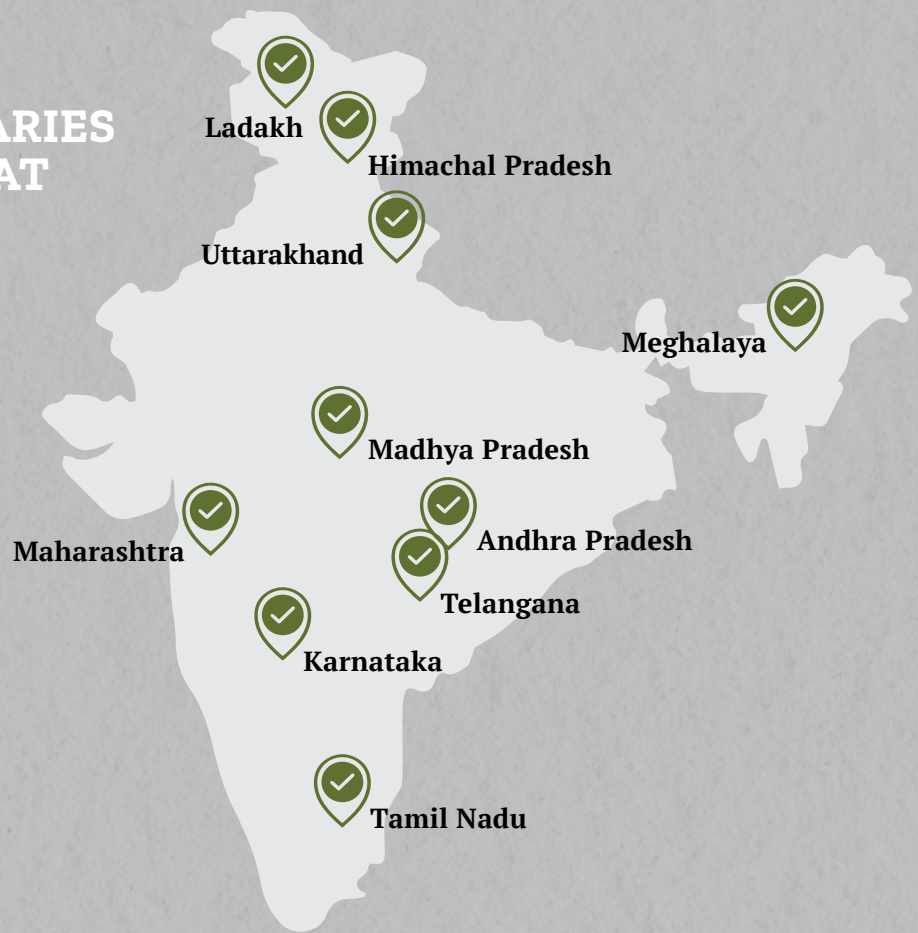 ARIES
AT
Ladakh
Himachal Pradesh
Uttarakhand
Meghalaya
Madhya Pradesh
Maharashtra
Andhra Pradesh
Telangana
Karnataka
Tamil Nadu